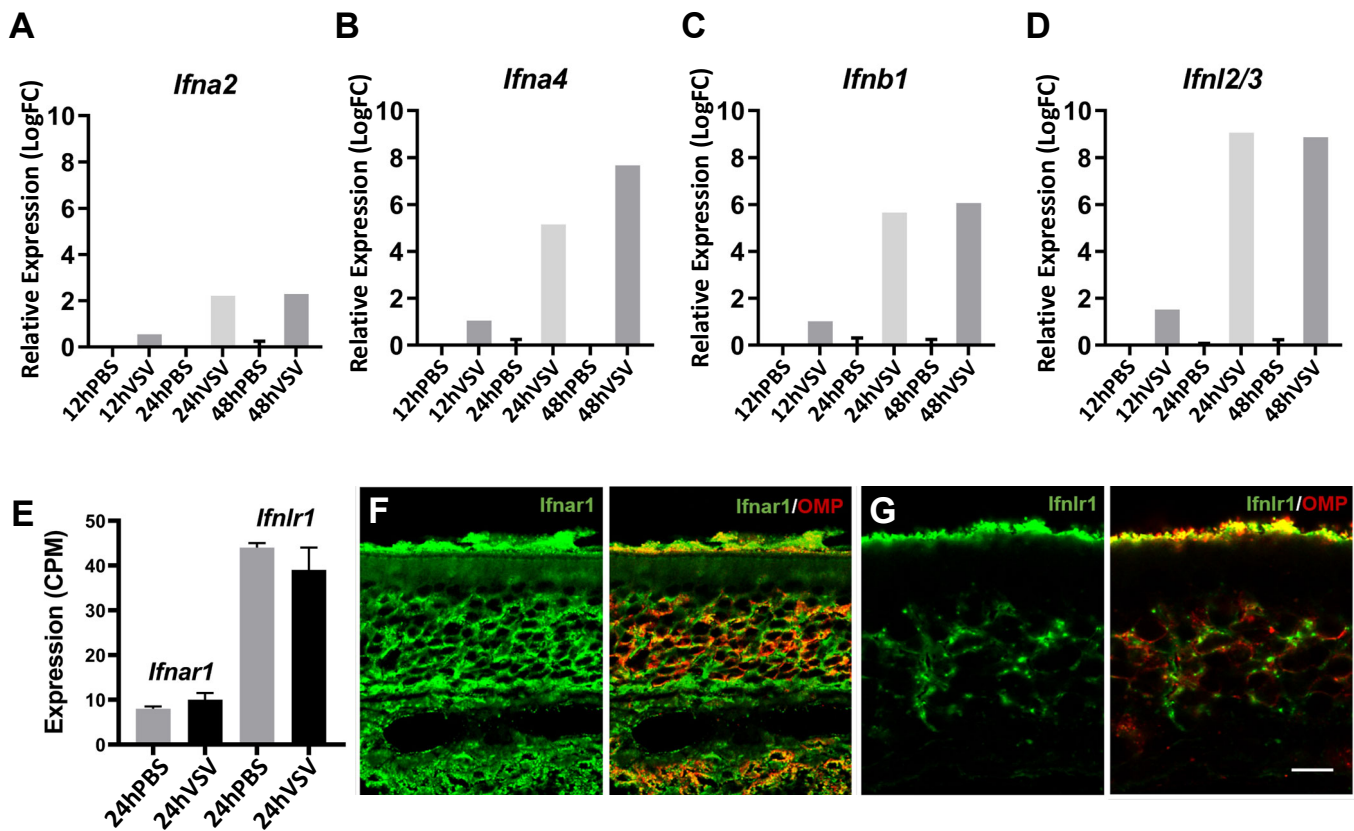 A
B
C
D
Ifna2
Ifna4
Ifnb1
Ifnl2/3
Relative Expression (LogFC)
10
8
6
4
2
0
12hPBS
12hVSV
24hPBS
24hVSV
48hPBS
48hVSV
Relative Expression (LogFC)
10
8
6
4
2
0
12hPBS
12hVSV
24hPBS
24hVSV
48hPBS
48hVSV
Relative Expression (LogFC)
10
8
6
4
2
0
12hPBS
12hVSV
24hPBS
24hVSV
48hPBS
48hVSV
Relative Expression (LogFC)
10
8
6
4
2
0
12hPBS
12hVSV
24hPBS
24hVSV
48hPBS
48hVSV
E
Expression (CPM)
50
40
30
20
10
0
Ifnar1
Ifnlr1
24hPBS
24hVSV
24hPBS
24hVSV
F
Ifnar1
Ifnar1/OMP
G
Ifnlr1
Ifnlr1/OMP